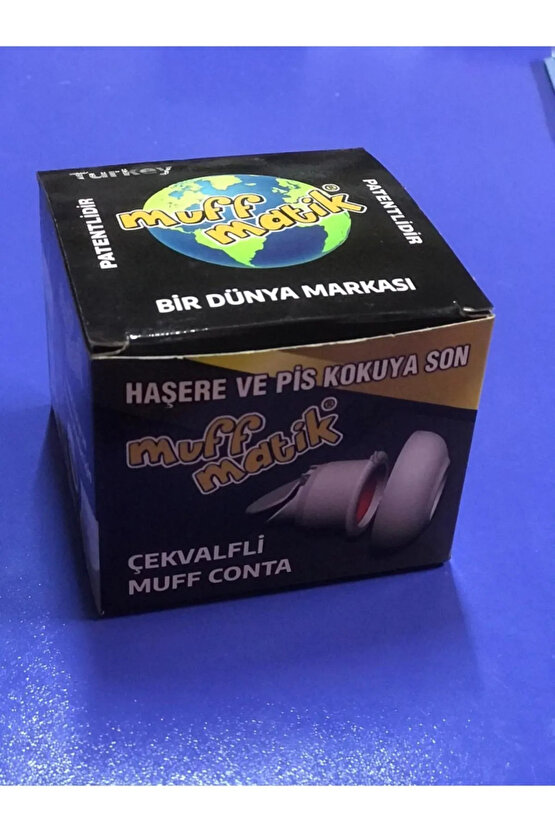 Turkey
PATENTLİDİR
muff
matik®
PATENTLİDİR
BİR DÜNYA MARKASI
HAŞERE VE PİS KOKUYA SON
muff
matik®
ÇEKVALFLİ
MUFF CONTA